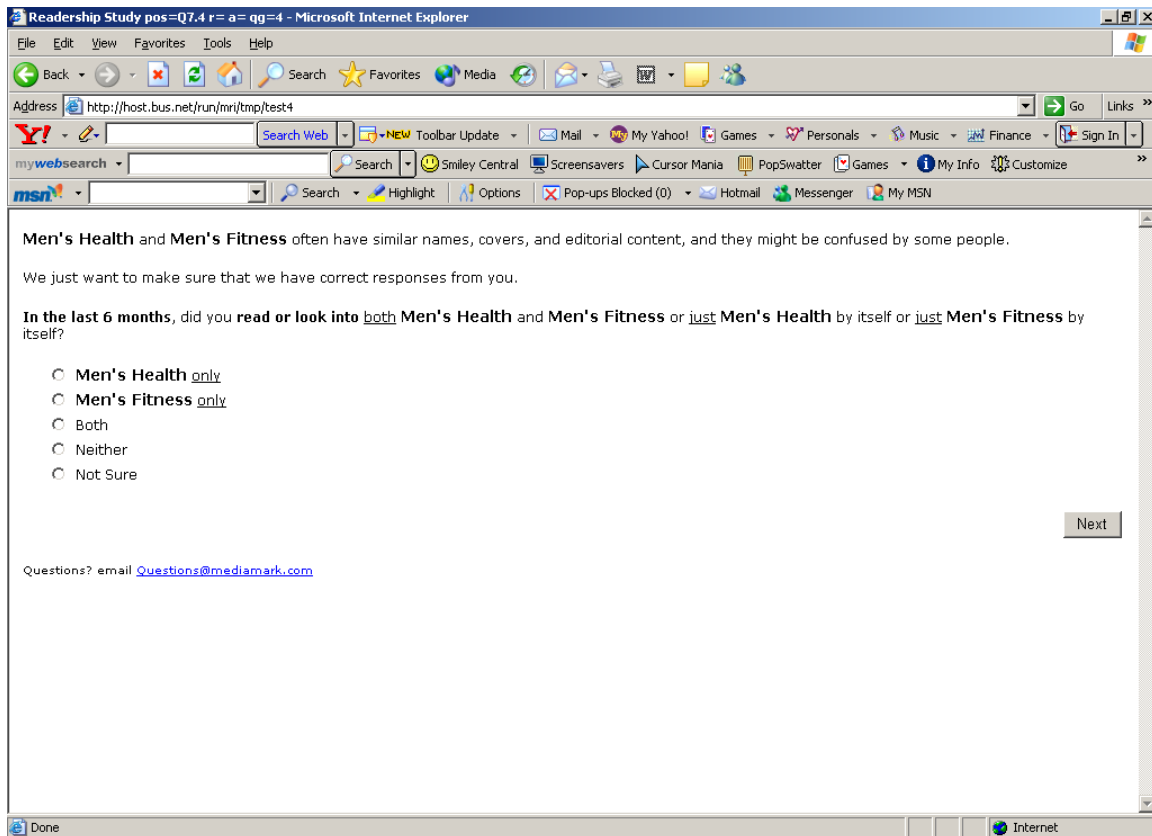 Readership Study pos=Q7.4 r= a= qg=4 - Microsoft Internet Explorer
File Edit View Favorites Tools Help
Back Search Favorites Media
Address http://host.bus.net/run/mri/tmp/test4 Go Links »
Y! Search Web NEW Toolbar Update Mail My Yahoo! Games Personals Music Finance Sign In
mywebsearch Search Smiley Central Screensavers Cursor Mania PopSwatter Games My Info Customize »
msn Search Highlight Options Pop-ups Blocked (0) Hotmail Messenger My MSN
Men's Health and Men's Fitness often have similar names, covers, and editorial content, and they might be confused by some people.
We just want to make sure that we have correct responses from you.
In the last 6 months, did you read or look into both Men's Health and Men's Fitness or just Men's Health by itself or just Men's Fitness by
itself?
Men's Health only
Men's Fitness only
Both
Neither
Not Sure
Next
Questions? email Questions@mediamark.com
Done Internet